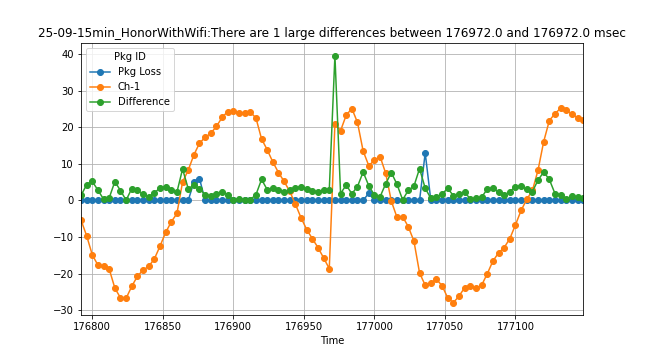 25-09-15min_HonorWithWifi:There are 1 large differences between 176972.0 and 176972.0 msec
Pkg ID
Pkg Loss
Ch-1
Difference
40
30
20
10
0
−10
−20
−30
176800 176850 176900 176950 177000 177050 177100
Time